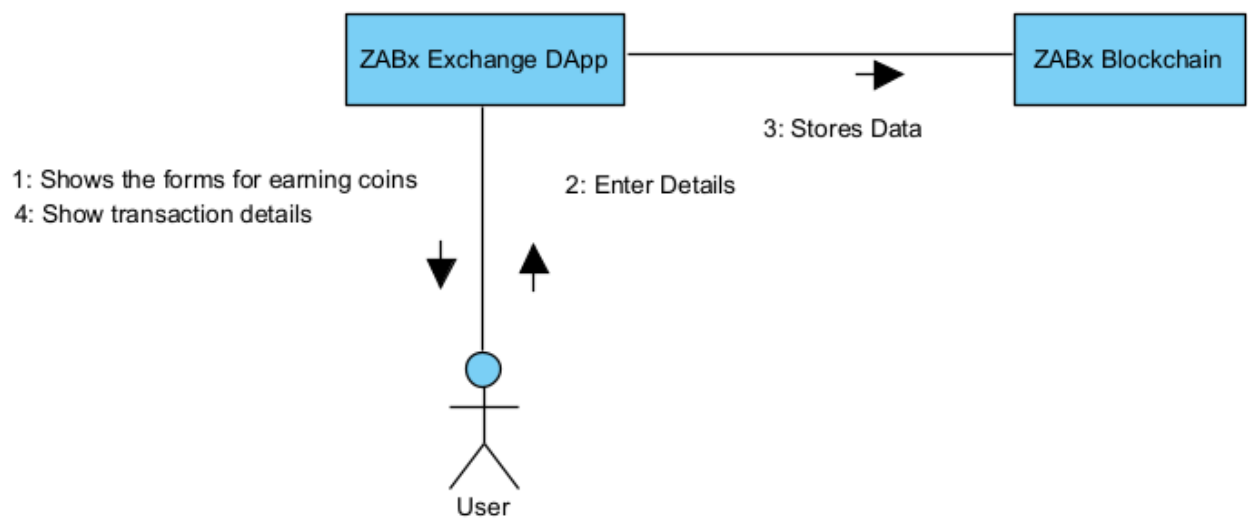 ZABx Exchange DApp
ZABx Blockchain
3: Stores Data
1: Shows the forms for earning coins
4: Show transaction details
2: Enter Details
User